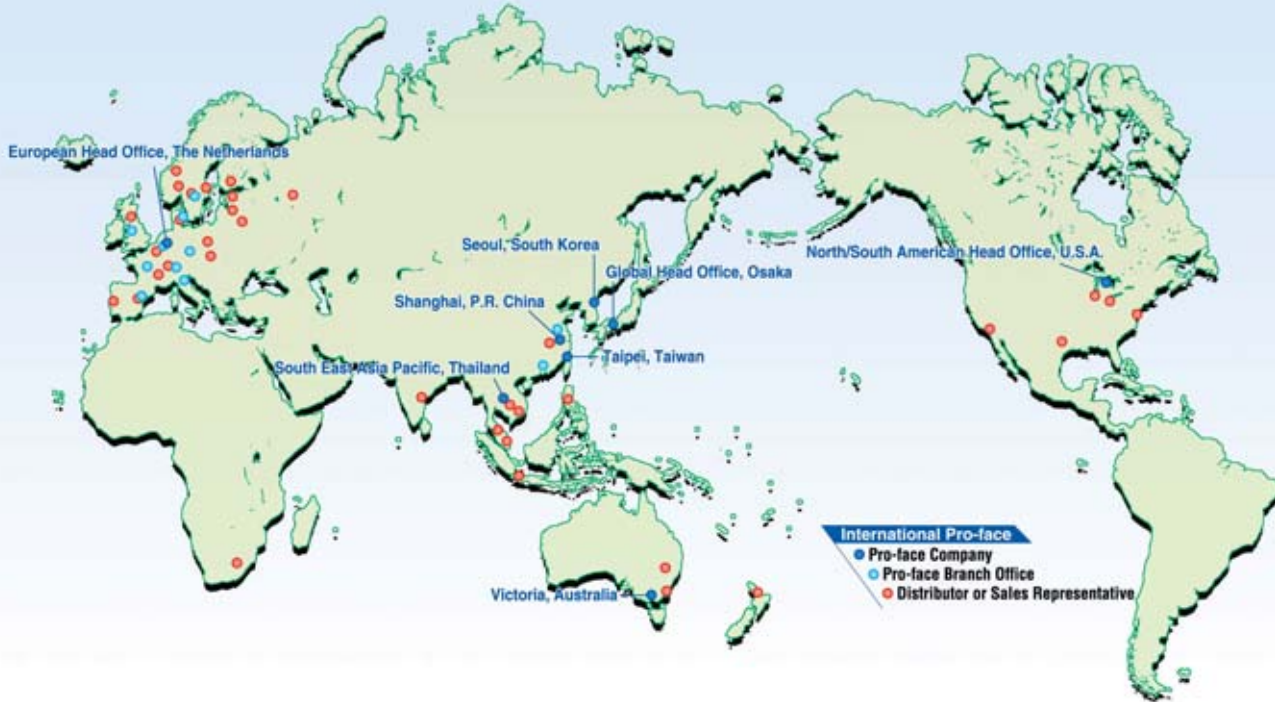 European Head Office, The Netherlands
Seoul, South Korea
Global Head Office, Osaka
North/South American Head Office, U.S.A.
Shanghai, P.R. China
Taipei, Taiwan
South East Asia Pacific, Thailand
International Pro-face
Pro-face Company
Pro-face Branch Office
Distributor or Sales Representative
Victoria, Australia